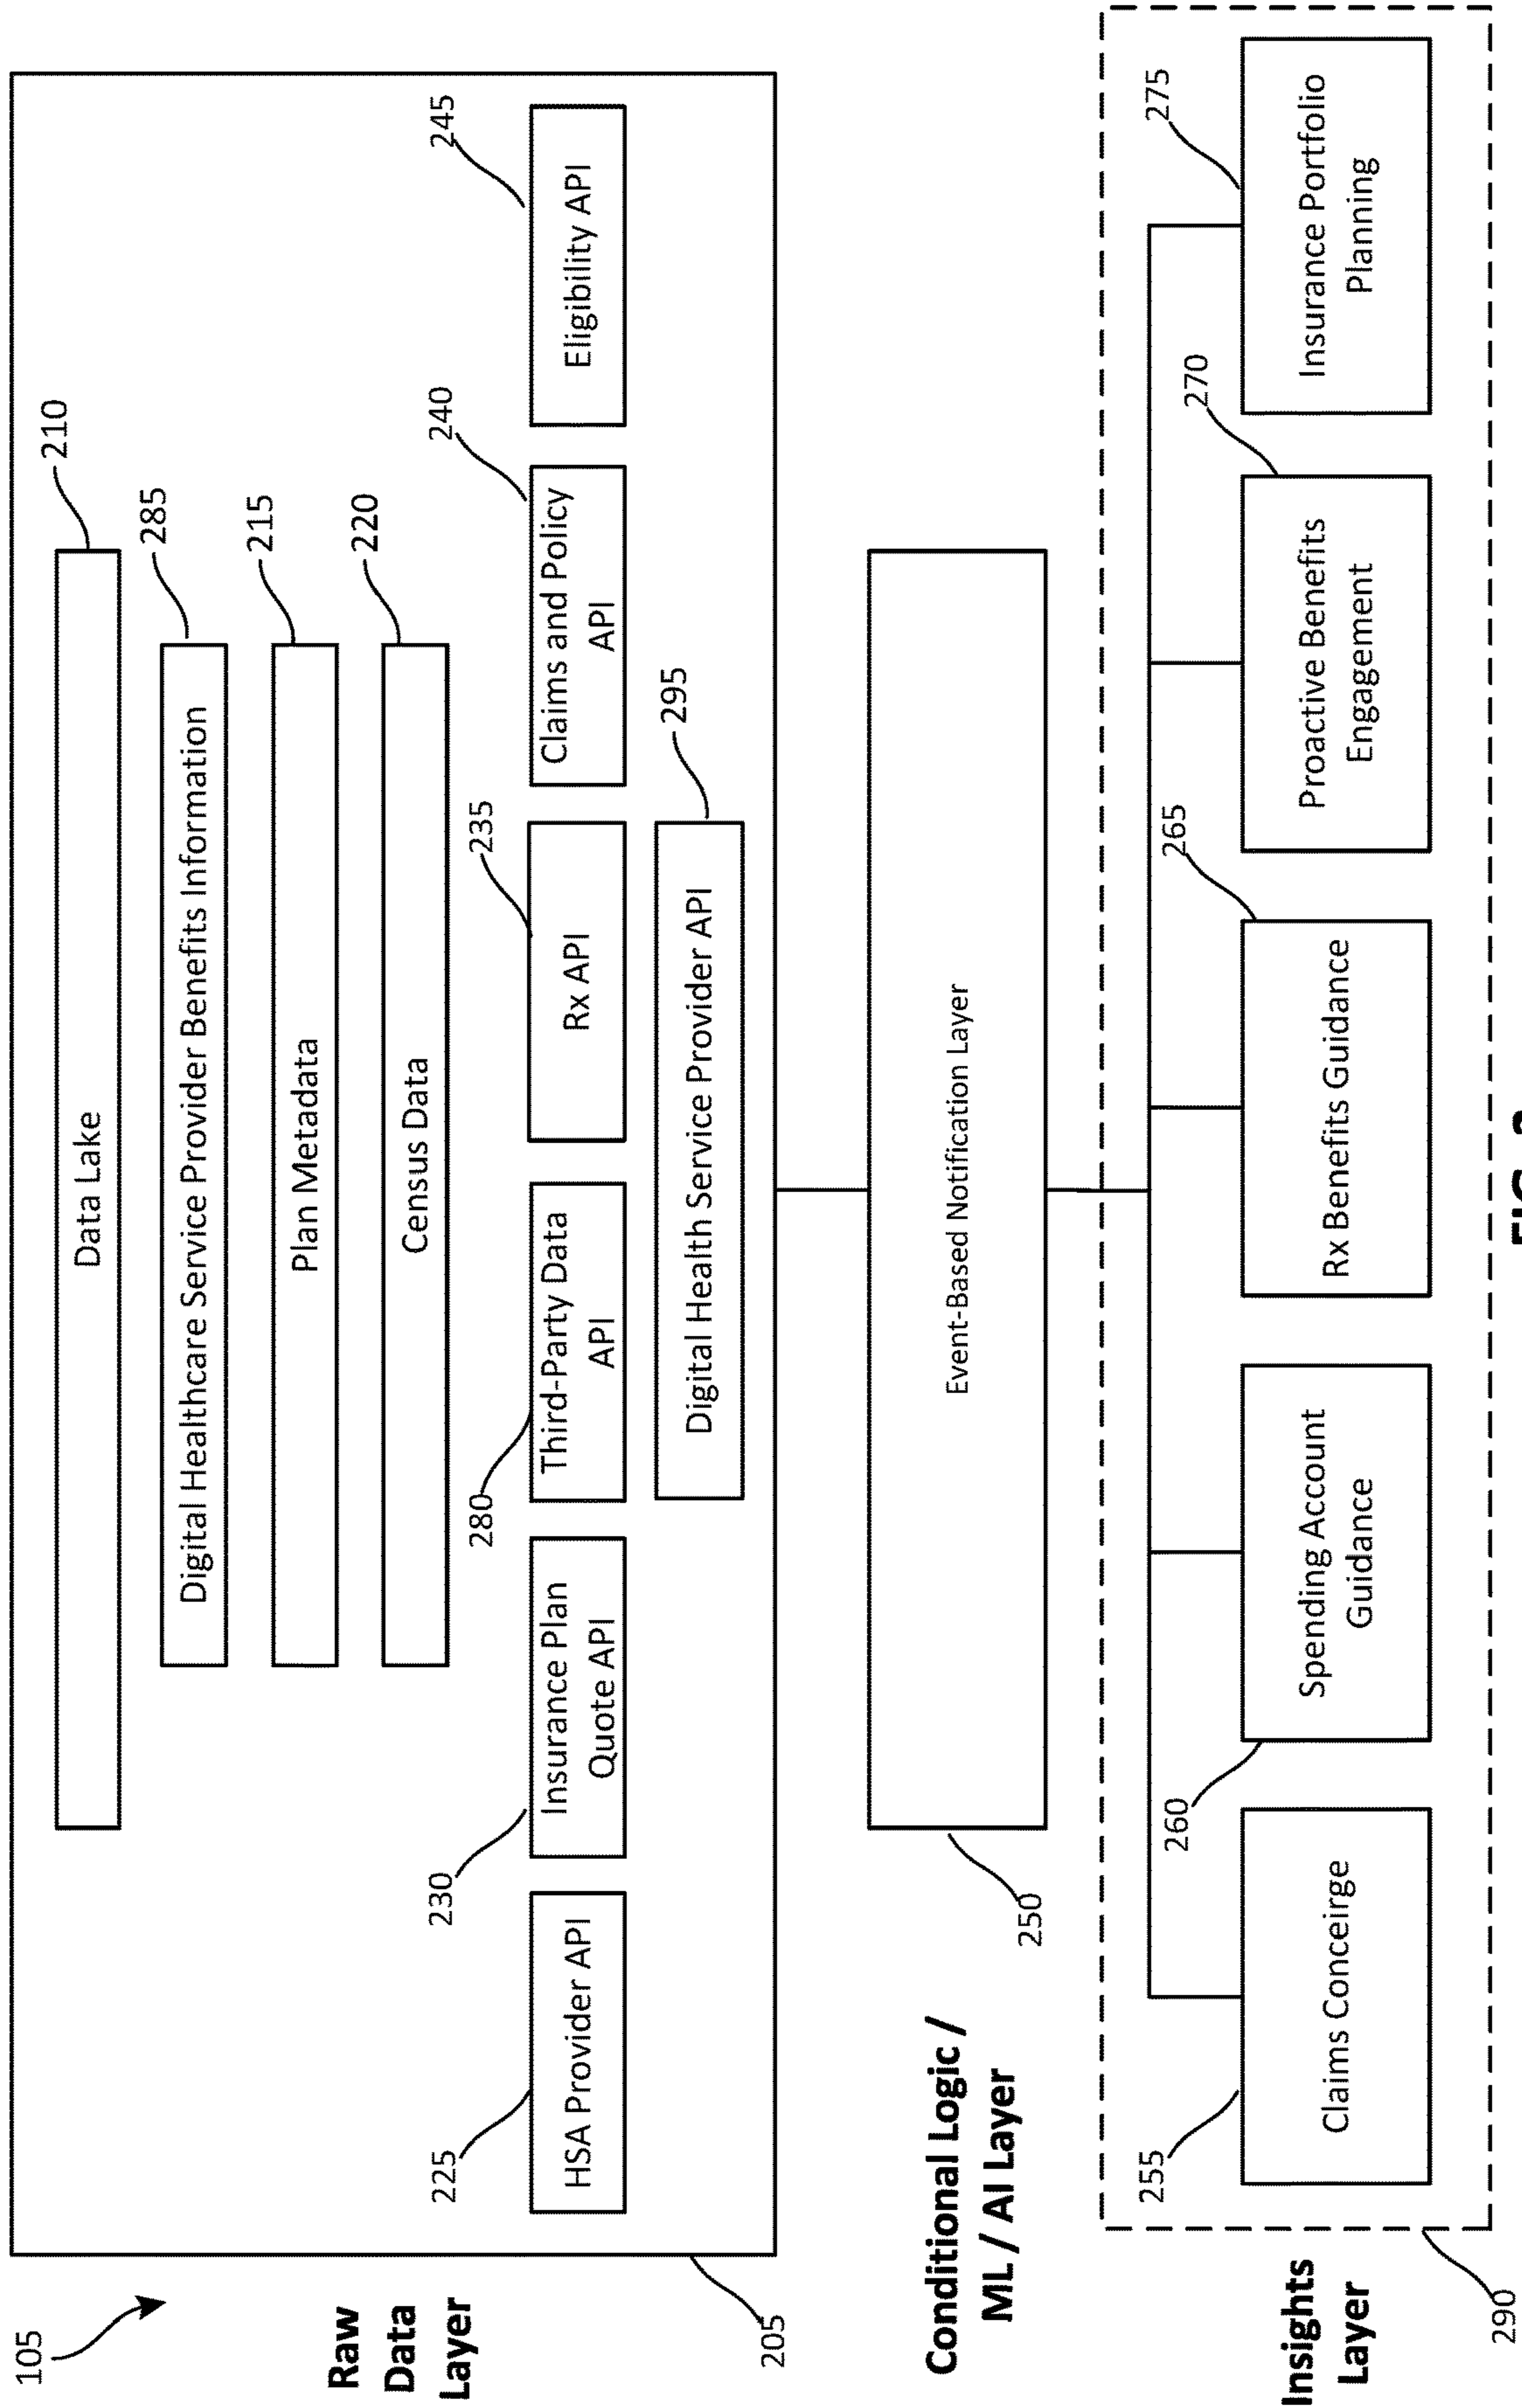 105
Raw
Data
Layer
205
Data Lake
210
Digital Healthcare Service Provider Benefits Information
285
Plan Metadata
215
Census Data
220
225
HSA Provider API
230
Insurance Plan
Quote API
280
Third-Party Data
API
235
Rx API
240
Claims and Policy
API
245
Eligibility API
Digital Health Service Provider API
295
Conditional Logic /
ML / AI Layer
250
Event-Based Notification Layer
Insights
Layer
290
255
Claims Conceirge
260
Spending Account
Guidance
265
Rx Benefits Guidance
270
Proactive Benefits
Engagement
275
Insurance Portfolio
Planning
FIG.